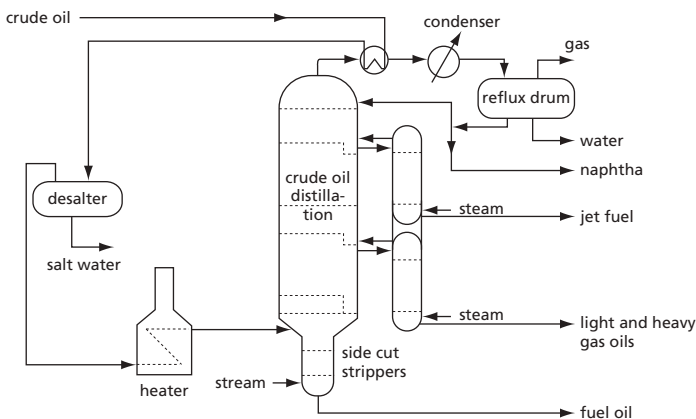 crude oil
condenser
gas
reflux drum
water
naphtha
crude oil
distilla-
tion
desalter
salt water
steam
jet fuel
steam
light and heavy
gas oils
side cut
strippers
heater
stream
fuel oil